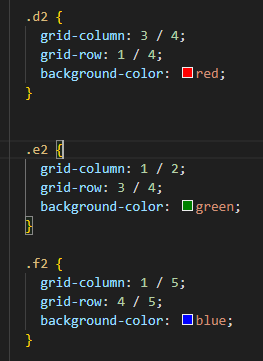 .d2 {
grid-column: 3 / 4;
grid-row: 1 / 4;
background-color: red;
}
.e2 {
grid-column: 1 / 2;
grid-row: 3 / 4;
background-color: green;
}
.f2 {
grid-column: 1 / 5;
grid-row: 4 / 5;
background-color: blue;
}